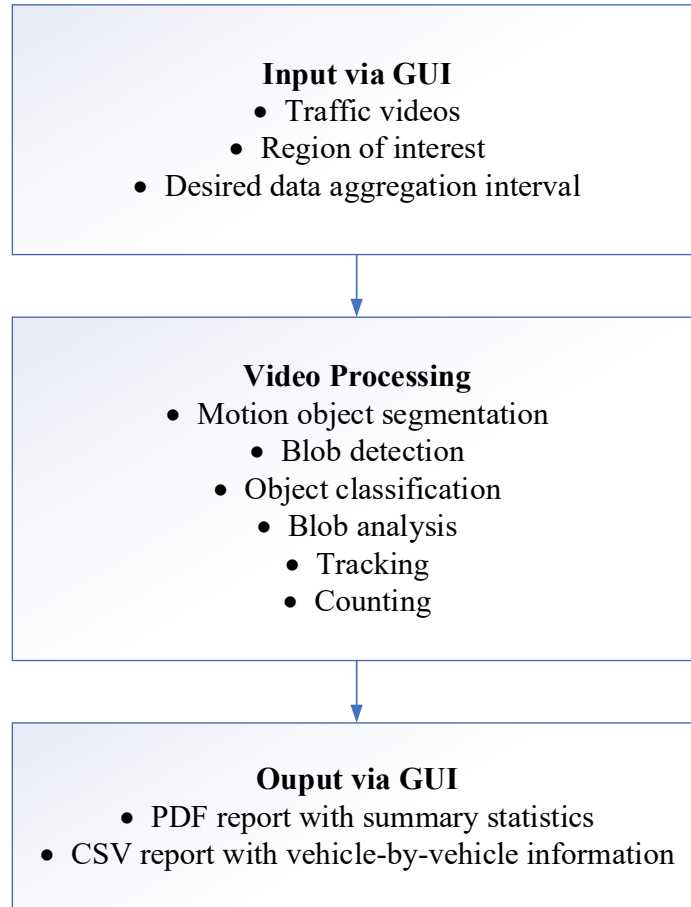 Input via GUI
• Traffic videos
• Region of interest
• Desired data aggregation interval
Video Processing
• Motion object segmentation
• Blob detection
• Object classification
• Blob analysis
• Tracking
• Counting
Ouput via GUI
• PDF report with summary statistics
• CSV report with vehicle-by-vehicle information